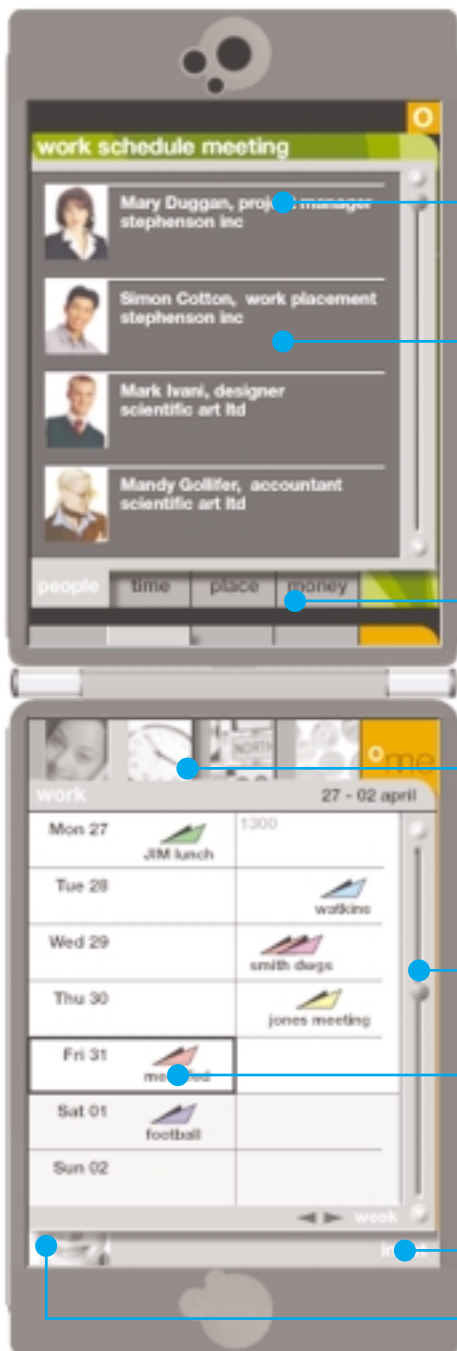 o
work schedule meeting
Mary Duggan, project manager
stephenson inc
Simon Cotton, work placement
stephenson inc
Mark Ivani, designer
scientific art ltd
Mandy Gollifer, accountant
scientific art ltd
people time place money
NORTH
o me
work 27 - 02 april
Mon 27 1300
JIM lunch
Tue 28
watkins
Wed 29
smith dwgs
Thu 30
jones meeting
Fri 31
Sat 01
football
Sun 02
week